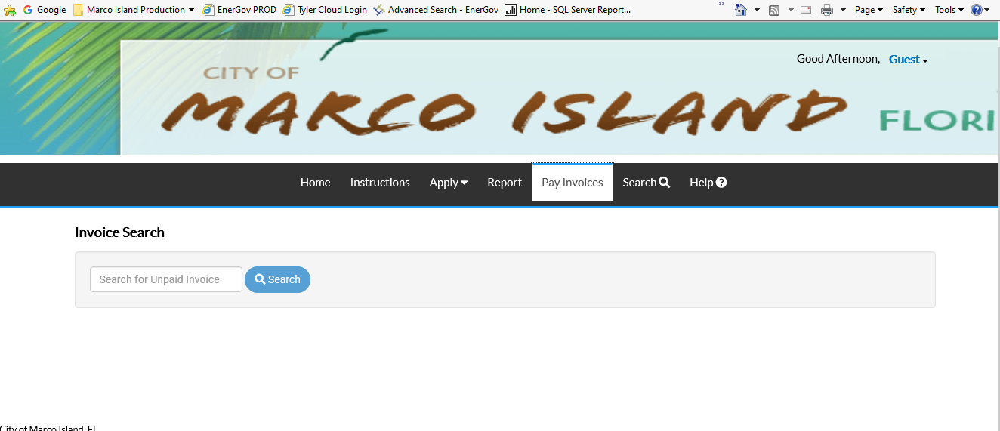 Google Marco Island Production EnerGov PROD Tyler Cloud Login Advanced Search - EnerGov Home - SQL Server Report... » Page Safety Tools
Good Afternoon, Guest
CITY OF
MARCO ISLAND
FLORI
Home Instructions Apply Report Pay Invoices Search Help
Invoice Search
Search for Unpaid Invoice Search
City of Marco Island, FL